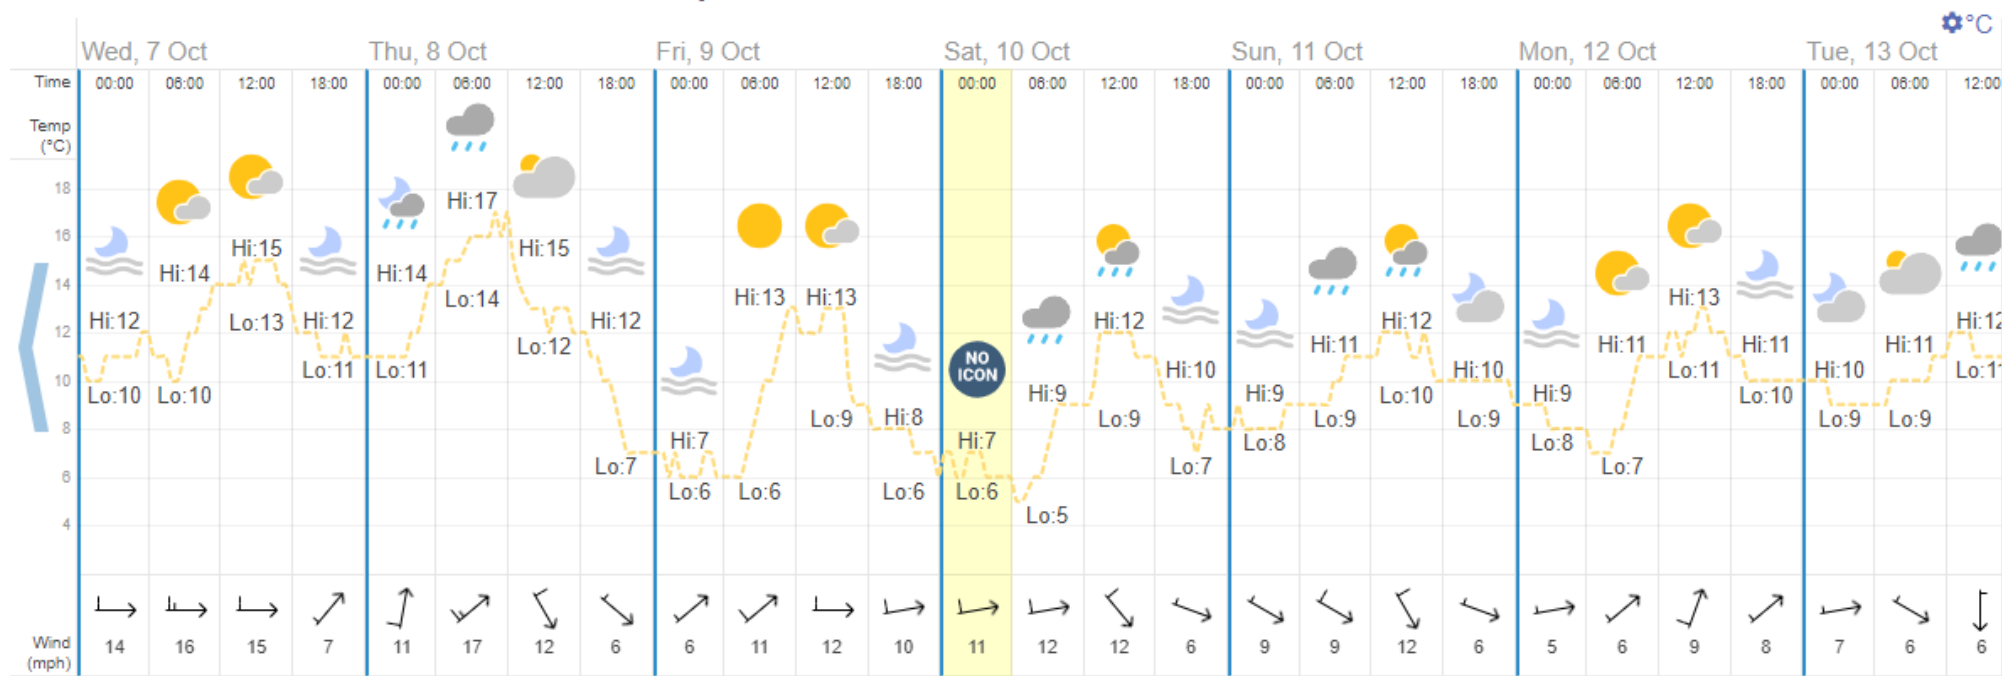 °C
Wed, 7 Oct Thu, 8 Oct Fri, 9 Oct Sat, 10 Oct Sun, 11 Oct Mon, 12 Oct Tue, 13 Oct
Time 00:00 06:00 12:00 18:00 00:00 06:00 12:00 18:00 00:00 06:00 12:00 18:00 00:00 06:00 12:00 18:00 00:00 06:00 12:00 18:00 00:00 06:00 12:00 18:00 00:00 06:00 12:00
Temp
(°C)
18
16
14
12
10
8
6
4
Hi:12 Hi:14 Hi:15 Hi:12 Hi:14 Hi:17 Hi:15 Hi:12 Hi:7 Hi:13 Hi:13 Hi:8 Hi:7 Hi:9 Hi:12 Hi:10 Hi:9 Hi:11 Hi:12 Hi:10 Hi:9 Hi:11 Hi:13 Hi:11 Hi:10 Hi:11 Hi:12
NO
ICON
Lo:10 Lo:10 Lo:13 Lo:11 Lo:11 Lo:14 Lo:12 Lo:7 Lo:6 Lo:6 Lo:9 Lo:6 Lo:6 Lo:5 Lo:9 Lo:7 Lo:8 Lo:9 Lo:10 Lo:9 Lo:8 Lo:7 Lo:11 Lo:10 Lo:9 Lo:9 Lo:11
Wind
(mph)
14 16 15 7 11 17 12 6 6 11 12 10 11 12 12 6 9 9 12 6 5 6 9 8 7 6 6